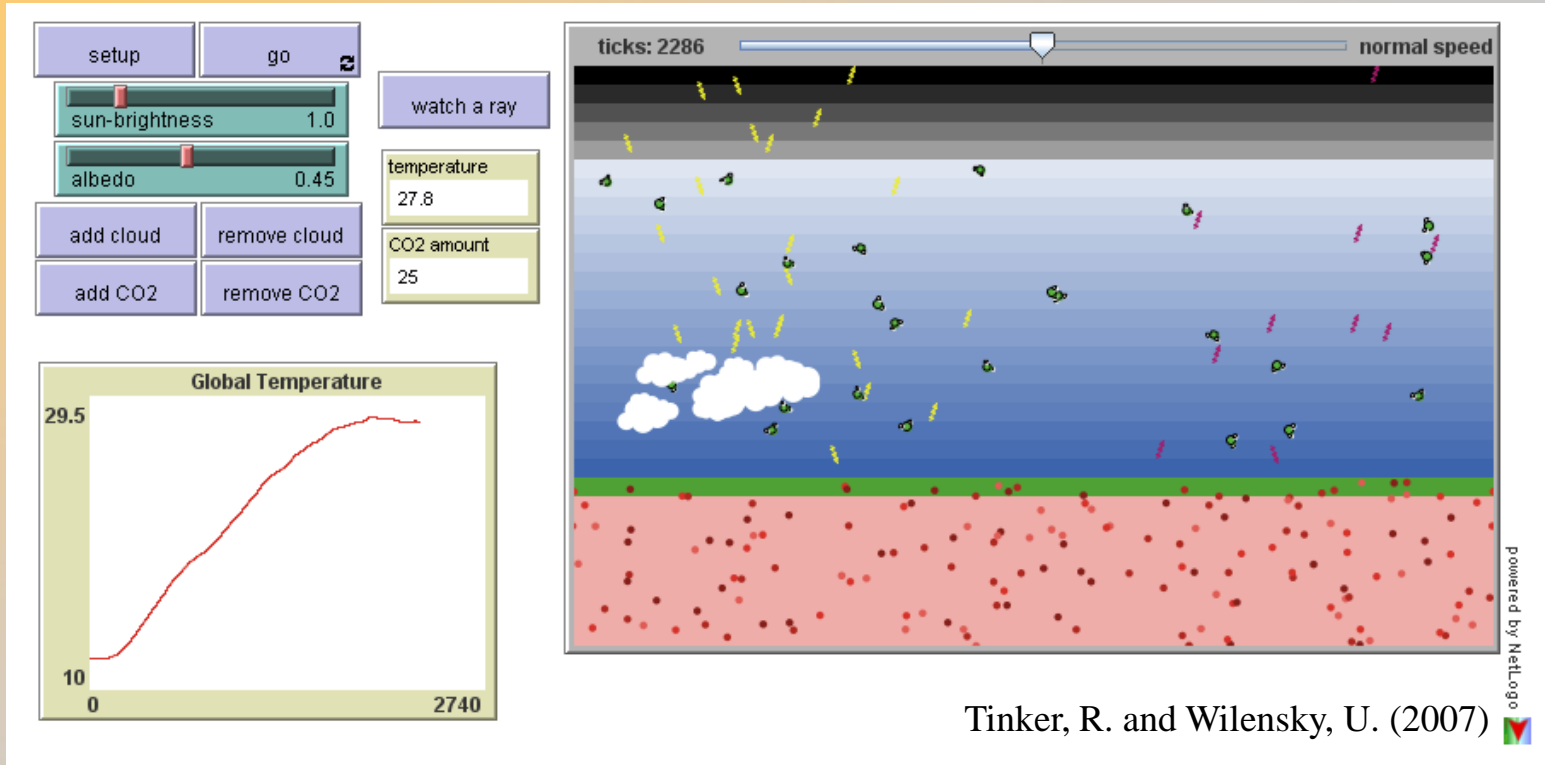 setup
go
sun-brightness 1.0
albedo 0.45
add cloud
remove cloud
add CO2
remove CO2
watch a ray
temperature
27.8
CO2 amount
25
Global Temperature
29.5
10
0
2740
ticks: 2286
normal speed
powered by NetLogo
Tinker, R. and Wilensky, U. (2007)